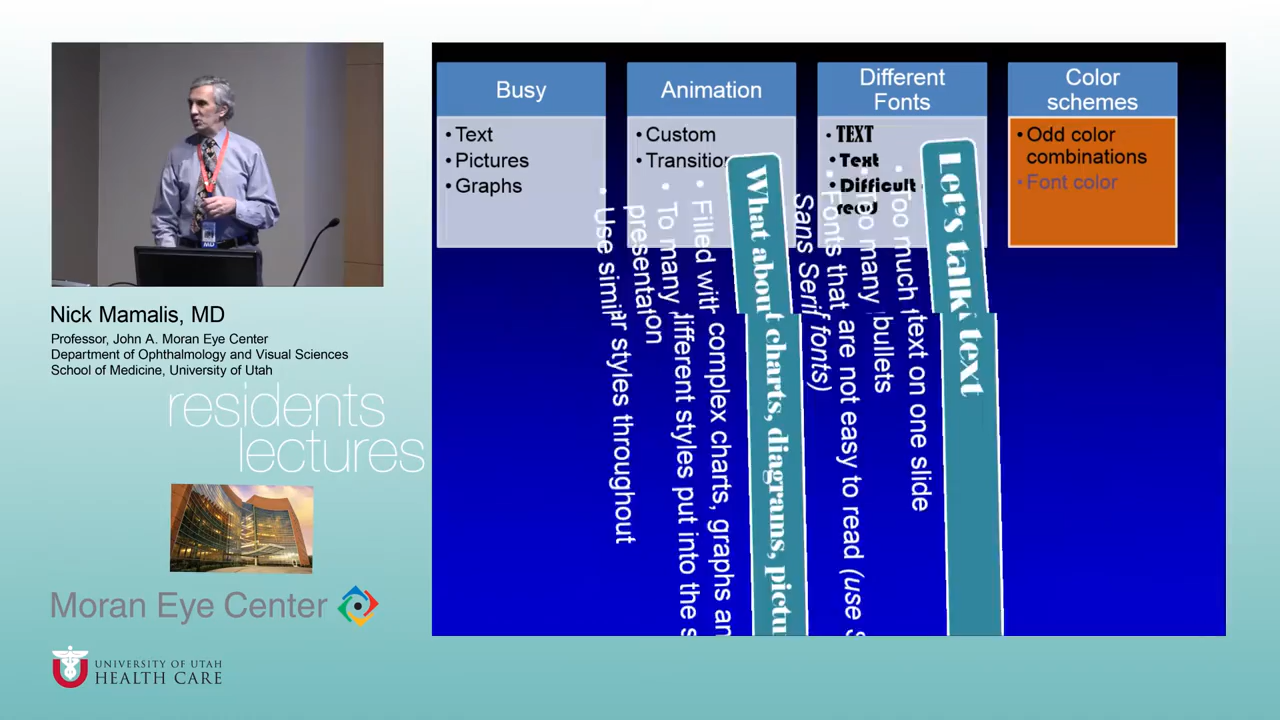 Busy
• Text
• Pictures
• Graphs
Animation
• Custom
Different
Fonts
• TEXT
• Text
• Difficult
Color
schemes
• Odd color
combinations
• Font color
Let's talk text
• Too much text on one slide
• Too many bullets
Fonts that are not easy to read (use
Sans Serif fonts)
What about charts, diagrams,
• Filled with complex charts, graphs
• To many different styles put into the
presentation
• Use similar styles throughout
Nick Mamalis, MD
Professor, John A. Moran Eye Center
Department of Ophthalmology and Visual Sciences
School of Medicine, University of Utah
residents
lectures
Moran Eye Center
U
UNIVERSITY OF UTAH
HEALTH CARE
MD